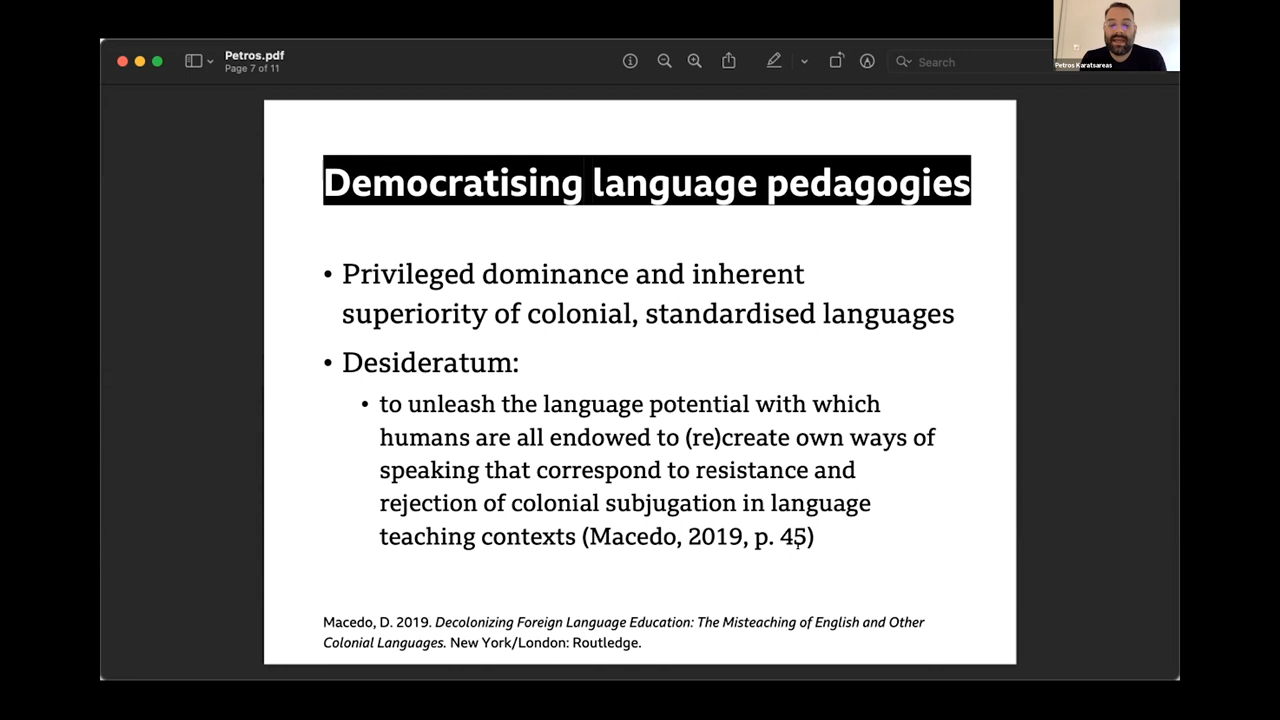 Petros.pdf
Page 7 of 11
Search
Petros Karatsareas
Democratising language pedagogies
• Privileged dominance and inherent
superiority of colonial, standardised languages
• Desideratum:
• to unleash the language potential with which
humans are all endowed to (re)create own ways of
speaking that correspond to resistance and
rejection of colonial subjugation in language
teaching contexts (Macedo, 2019, p. 45)
Macedo, D. 2019. Decolonizing Foreign Language Education: The Misteaching of English and Other
Colonial Languages. New York/London: Routledge.